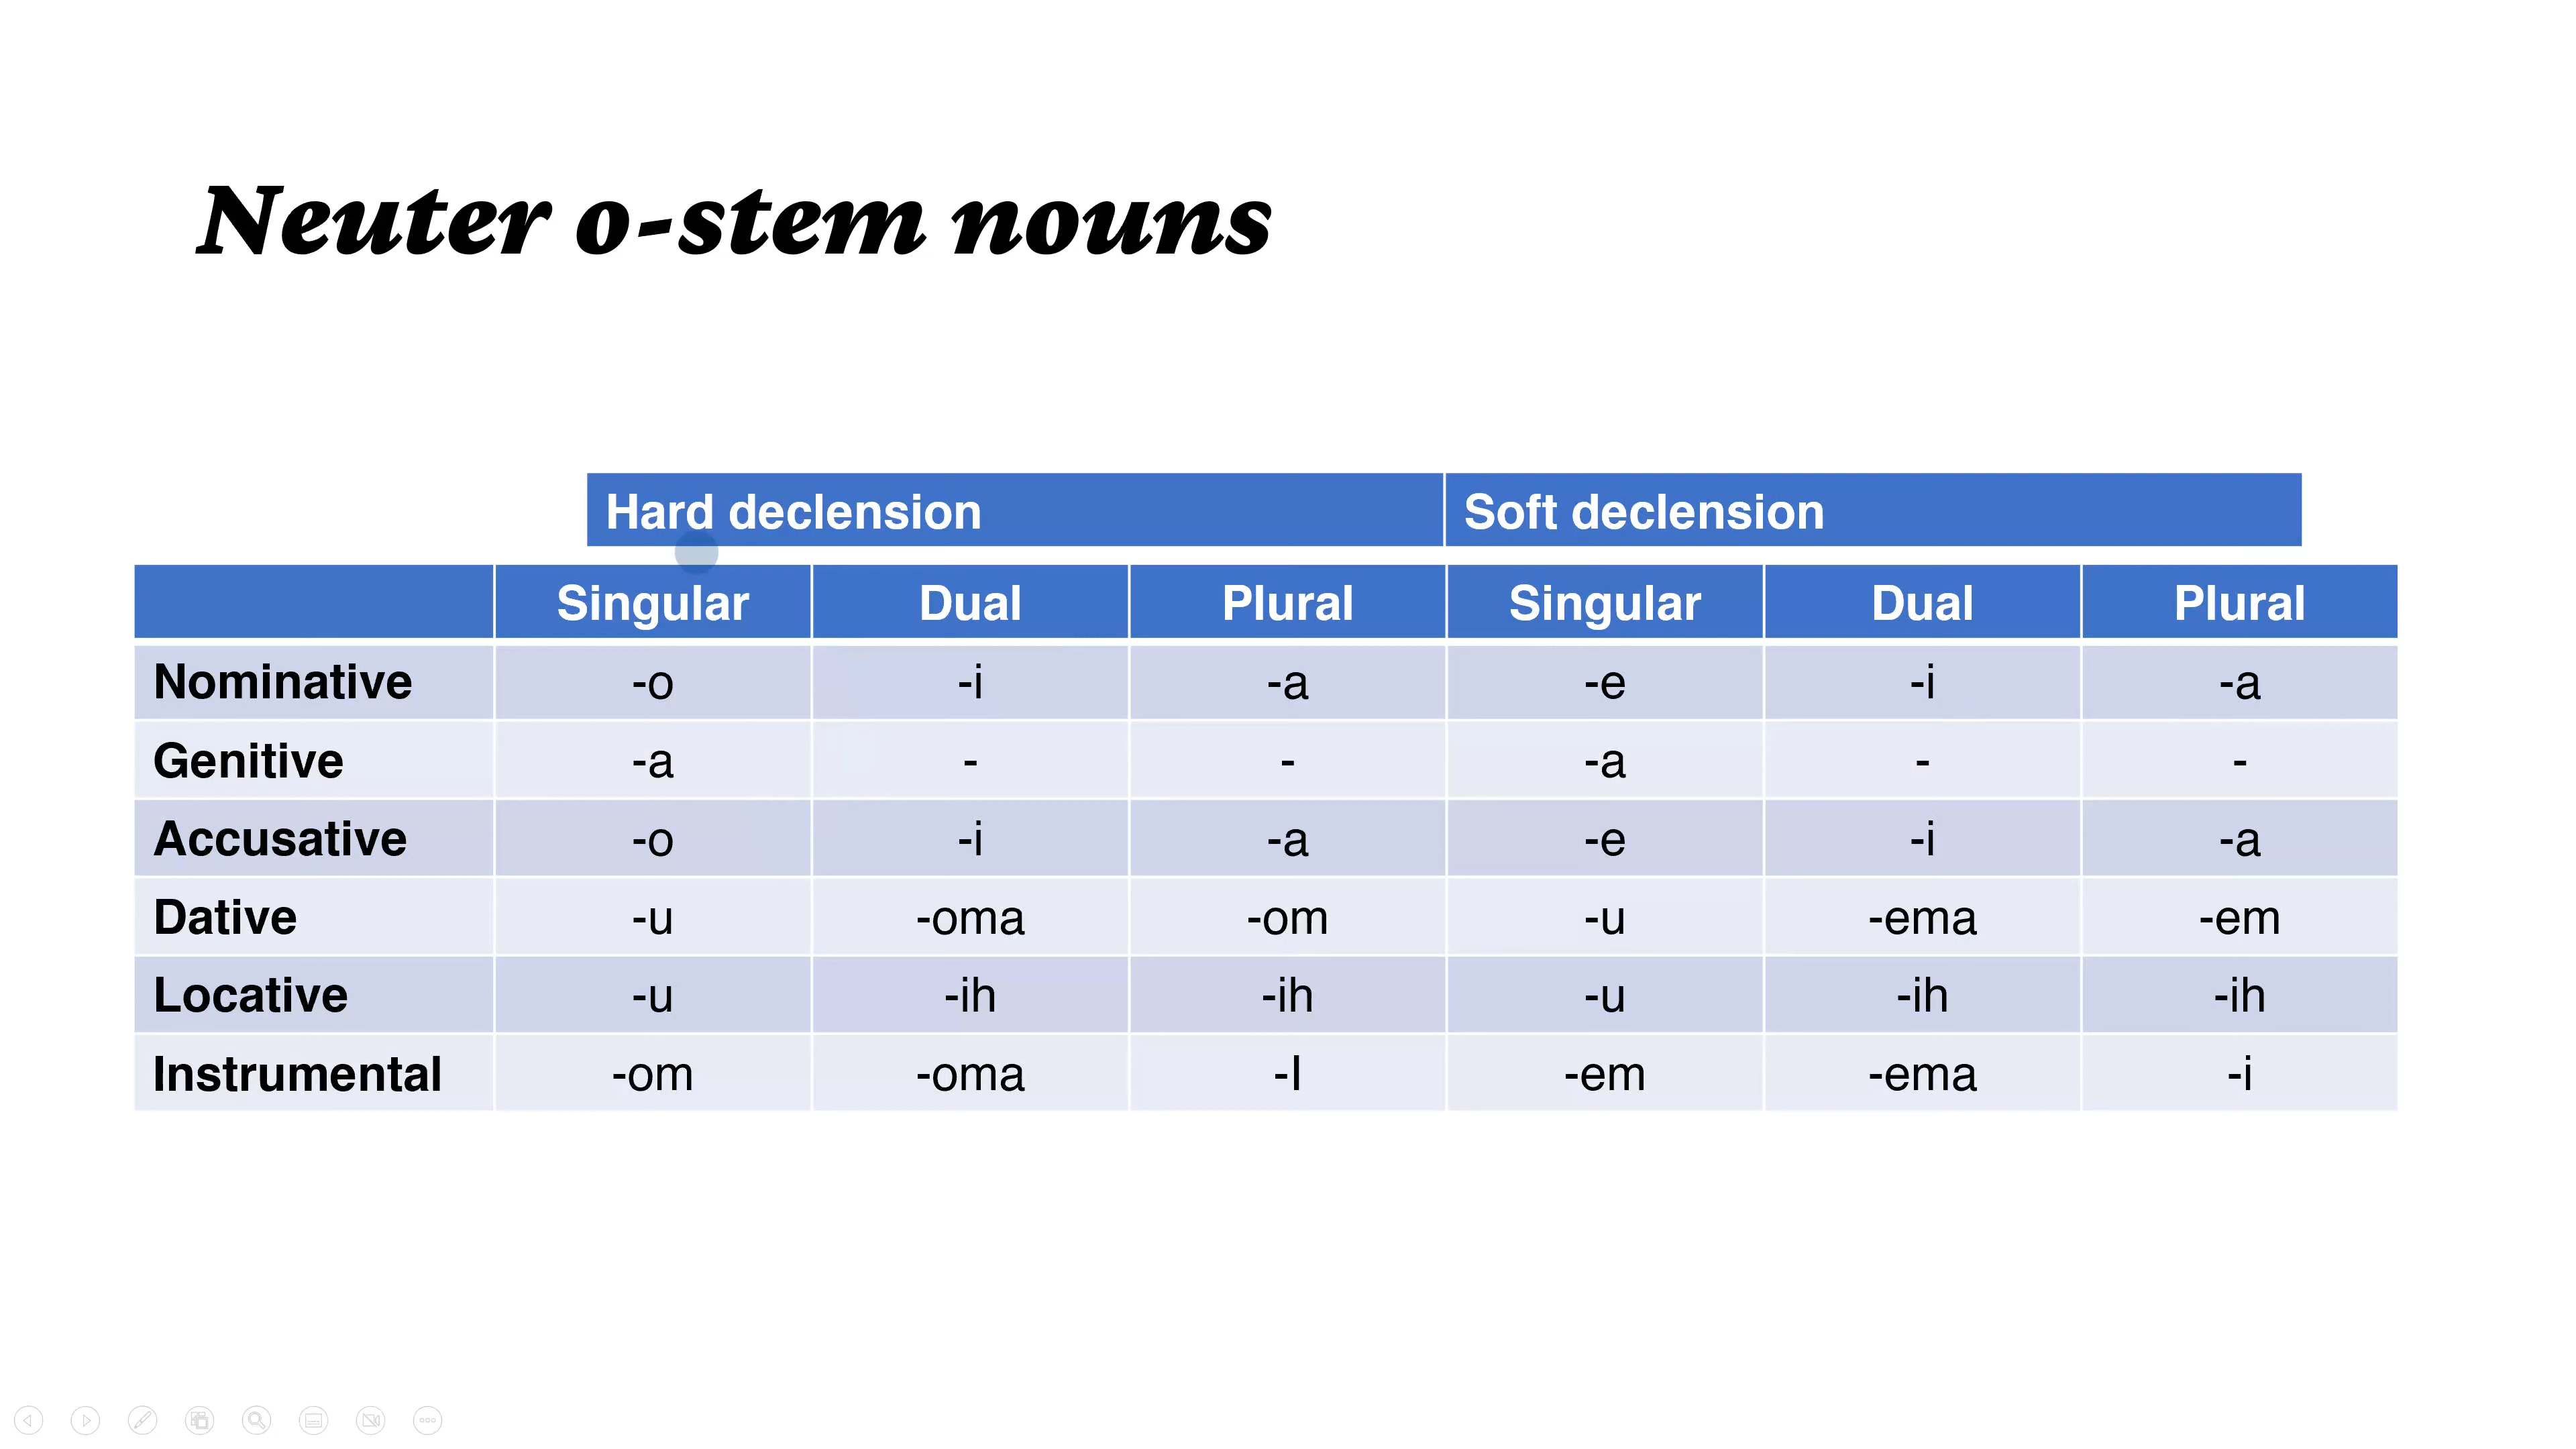 Neuter o-stem nouns
Hard declension Soft declension
Singular Dual Plural Singular Dual Plural
Nominative -o -i -a -e -i -a
Genitive -a - - -a - -
Accusative -o -i -a -e -i -a
Dative -u -oma -om -u -ema -em
Locative -u -ih -ih -u -ih -ih
Instrumental -om -oma -I -em -ema -i